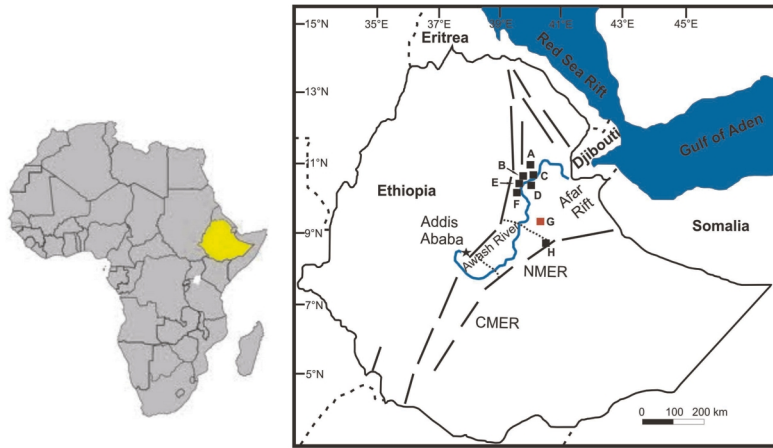 35°E 37°E 39°E 41°E 43°E 45°E
15°N
13°N
11°N
9°N
7°N
5°N
Eritrea
Red Sea Rift
Gulf of Aden
Djibouti
Ethiopia
A
B
C
E
D
F
Afar
Rift
G
Somalia
Addis
Ababa
Awash River
H
NMER
CMER
0 100 200 km